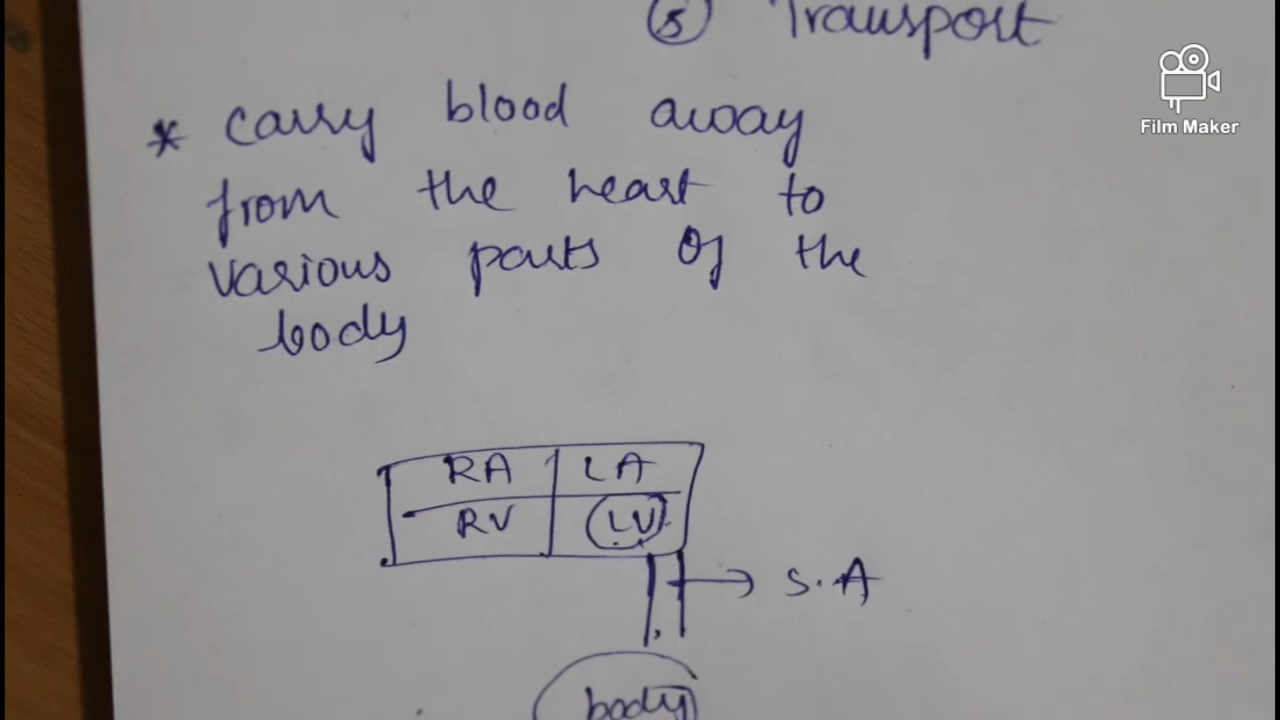 ⑤ Transport
* carry blood away
from the heart to
various parts of the
body
RA LA
RV LV
→ S.A
body
Film Maker